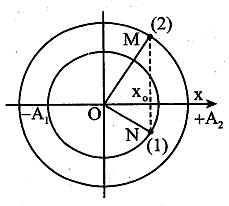 M (2)
x
-A₁ O x₀ +A₂
N (1)